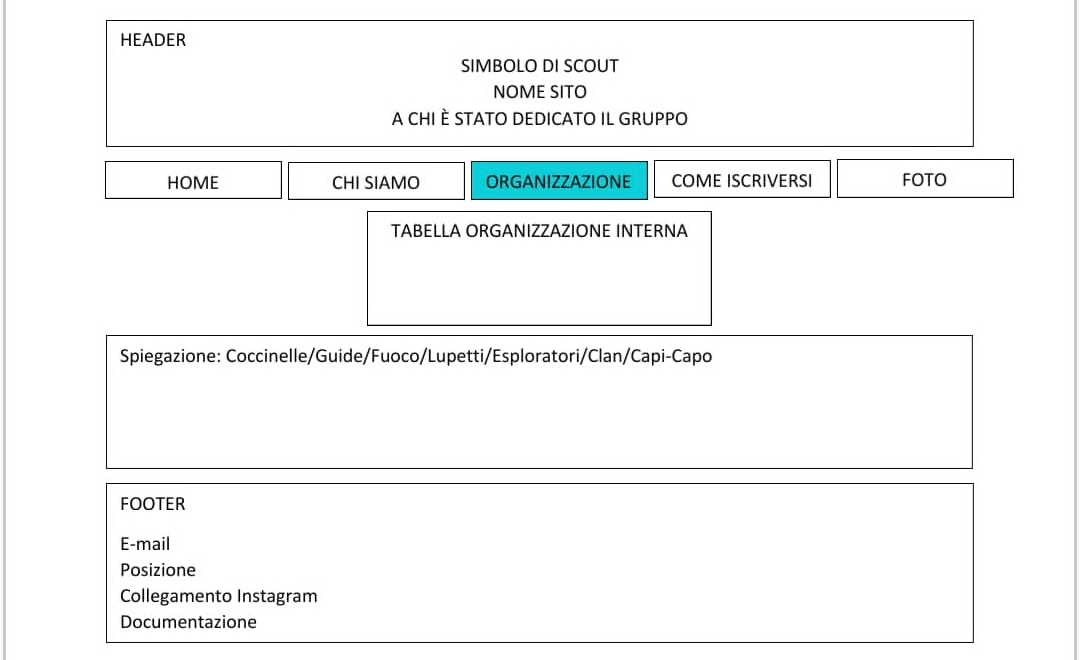 HEADER
SIMBOLO DI SCOUT
NOME SITO
A CHI È STATO DEDICATO IL GRUPPO
HOME
CHI SIAMO
ORGANIZZAZIONE
COME ISCRIVERSI
FOTO
TABELLA ORGANIZZAZIONE INTERNA
Spiegazione: Coccinelle/Guide/Fuoco/Lupetti/Esploratori/Clan/Capi-Capo
FOOTER
E-mail
Posizione
Collegamento Instagram
Documentazione